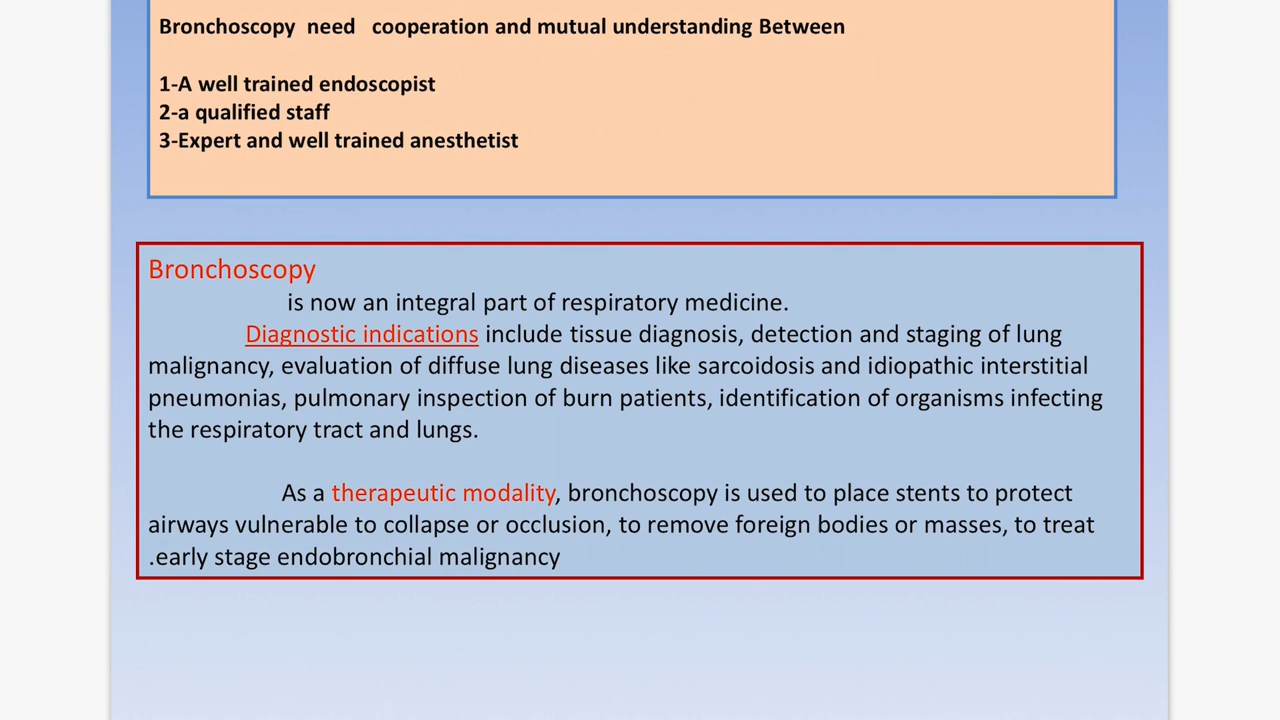 Bronchoscopy need cooperation and mutual understanding Between
1-A well trained endoscopist
2-a qualified staff
3-Expert and well trained anesthetist
Bronchoscopy
is now an integral part of respiratory medicine.
Diagnostic indications include tissue diagnosis, detection and staging of lung
malignancy, evaluation of diffuse lung diseases like sarcoidosis and idiopathic interstitial
pneumonias, pulmonary inspection of burn patients, identification of organisms infecting
the respiratory tract and lungs.
As a therapeutic modality, bronchoscopy is used to place stents to protect
airways vulnerable to collapse or occlusion, to remove foreign bodies or masses, to treat
.early stage endobronchial malignancy